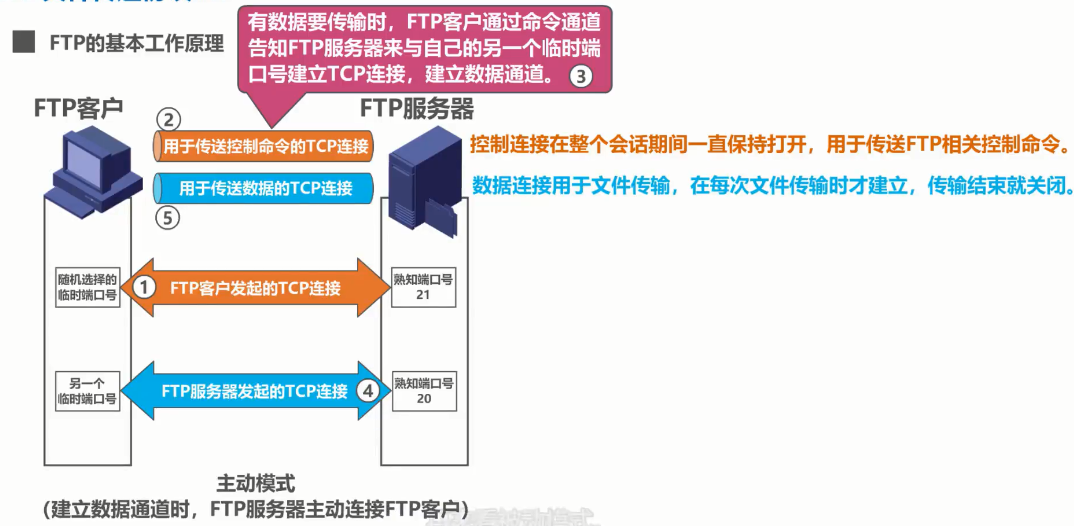 FTP的基本工作原理
有数据要传输时，FTP客户通过命令通道
告知FTP服务器来与自己的另一个临时端
口号建立TCP连接，建立数据通道。 ③
FTP客户
FTP服务器
②
用于传送控制命令的TCP连接
控制连接在整个会话期间一直保持打开，用于传送FTP相关控制命令。
用于传送数据的TCP连接
数据连接用于文件传输，在每次文件传输时才建立，传输结束就关闭。
⑤
随机选择的
临时端口号
① FTP客户发起的TCP连接
熟知端口号
21
另一个
临时端口号
FTP服务器发起的TCP连接 ④
熟知端口号
20
主动模式
(建立数据通道时，FTP服务器主动连接FTP客户)